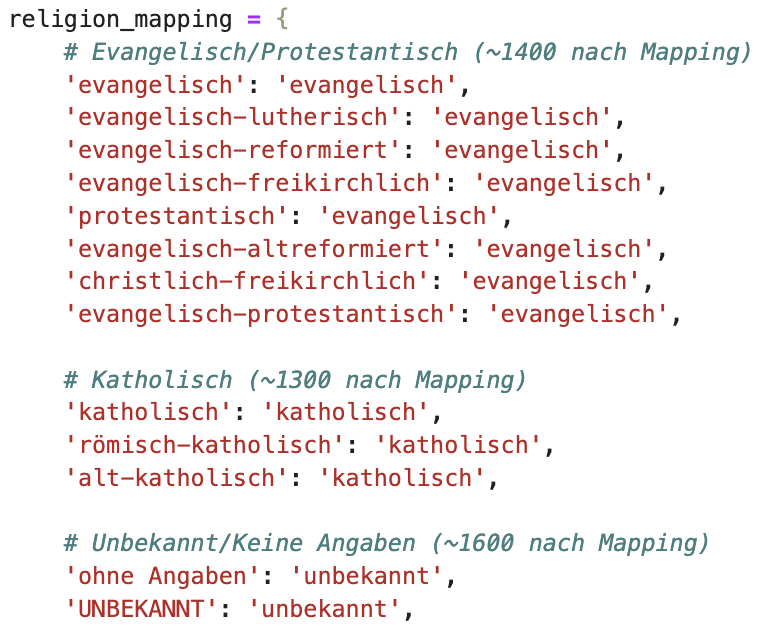 religion_mapping = {
    # Evangelisch/Protestantisch (~1400 nach Mapping)
    'evangelisch': 'evangelisch',
    'evangelisch-lutherisch': 'evangelisch',
    'evangelisch-reformiert': 'evangelisch',
    'evangelisch-freikirchlich': 'evangelisch',
    'protestantisch': 'evangelisch',
    'evangelisch-altreformiert': 'evangelisch',
    'christlich-freikirchlich': 'evangelisch',
    'evangelisch-protestantisch': 'evangelisch',

    # Katholisch (~1300 nach Mapping)
    'katholisch': 'katholisch',
    'römisch-katholisch': 'katholisch',
    'alt-katholisch': 'katholisch',

    # Unbekannt/Keine Angaben (~1600 nach Mapping)
    'ohne Angaben': 'unbekannt',
    'UNBEKANNT': 'unbekannt',